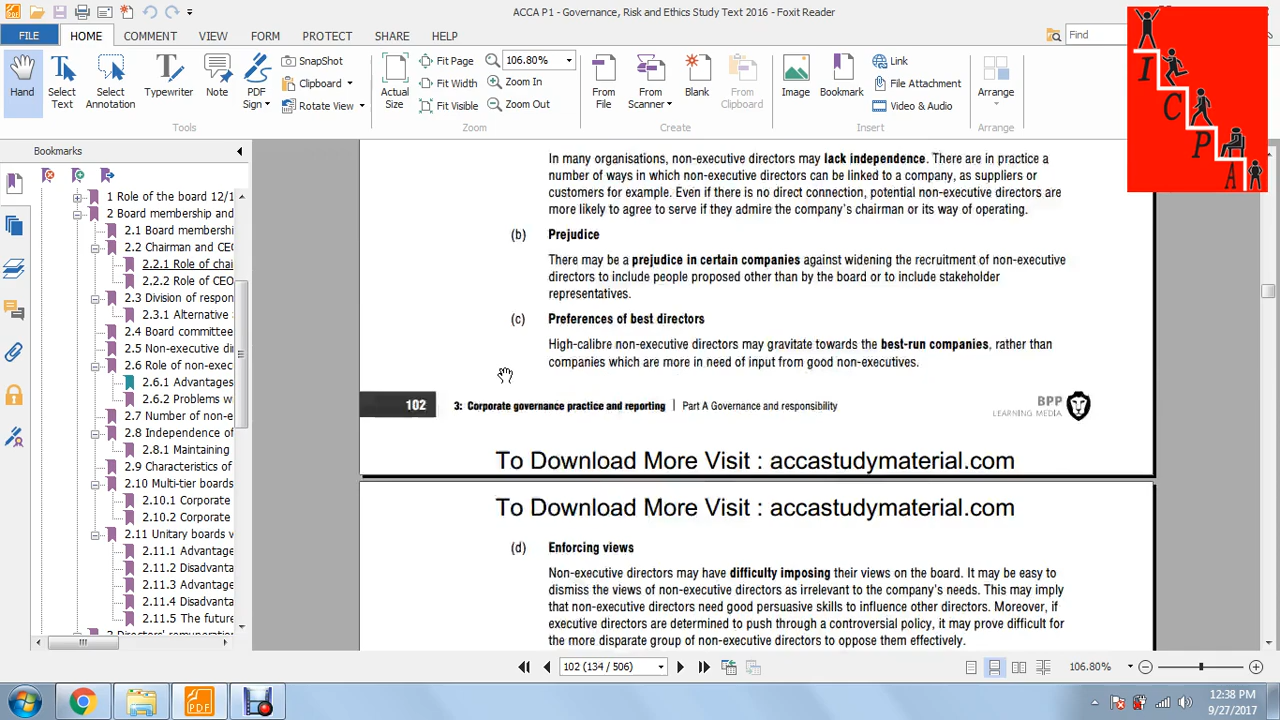 ACCA P1 - Governance, Risk and Ethics Study Text 2016 - Foxit Reader
FILE
HOME
COMMENT
VIEW
FORM
PROTECT
SHARE
HELP
Find
Hand
Select Text
Select Annotation
Typewriter
Note
PDF Sign
SnapShot
Clipboard
Rotate View
Tools
Actual Size
Fit Page
Fit Width
Fit Visible
106.80%
Zoom In
Zoom Out
Zoom
From File
From Scanner
Blank
From Clipboard
Create
Image
Bookmark
Link
File Attachment
Video & Audio
Insert
Arrange
Arrange
I
C
P
A
Bookmarks
1 Role of the board 12/1
2 Board membership and
2.1 Board membersh
2.2 Chairman and CEC
2.2.1 Role of chai
2.2.2 Role of CEO
2.3 Division of respon
2.3.1 Alternative
2.4 Board committee
2.5 Non-executive di
2.6 Role of non-exec
2.6.1 Advantages
2.6.2 Problems w
2.7 Number of non-e
2.8 Independence of
2.8.1 Maintaining
2.9 Characteristics of
2.10 Multi-tier boards
2.10.1 Corporate
2.10.2 Corporate
2.11 Unitary boards v
2.11.1 Advantage
2.11.2 Disadvanta
2.11.3 Advantage
2.11.4 Disadvanta
2.11.5 The future
In many organisations, non-executive directors may lack independence. There are in practice a
number of ways in which non-executive directors can be linked to a company, as suppliers or
customers for example. Even if there is no direct connection, potential non-executive directors are
more likely to agree to serve if they admire the company's chairman or its way of operating.
(b) Prejudice
There may be a prejudice in certain companies against widening the recruitment of non-executive
directors to include people proposed other than by the board or to include stakeholder
representatives.
(c) Preferences of best directors
High-calibre non-executive directors may gravitate towards the best-run companies, rather than
companies which are more in need of input from good non-executives.
102 3: Corporate governance practice and reporting | Part A Governance and responsibility
BPP
LEARNING MEDIA
To Download More Visit : accastudymaterial.com
To Download More Visit : accastudymaterial.com
(d) Enforcing views
Non-executive directors may have difficulty imposing their views on the board. It may be easy to
dismiss the views of non-executive directors as irrelevant to the company's needs. This may imply
that non-executive directors need good persuasive skills to influence other directors. Moreover, if
executive directors are determined to push through a controversial policy, it may prove difficult for
the more disparate group of non-executive directors to oppose them effectively.
102 (134 / 506)
106.80%
12:38 PM
9/27/2017